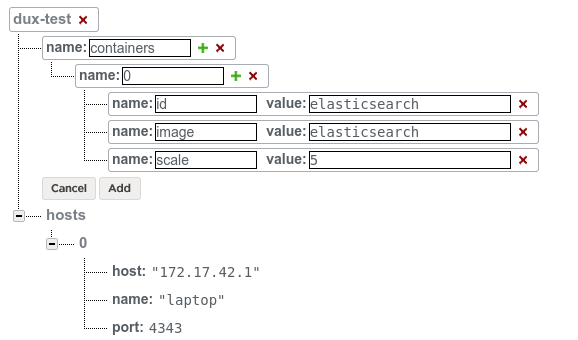 dux-test
name: containers
name: 0
name: id value: elasticsearch
name: image value: elasticsearch
name: scale value: 5
Cancel Add
hosts
0
host: "172.17.42.1"
name: "laptop"
port: 4343